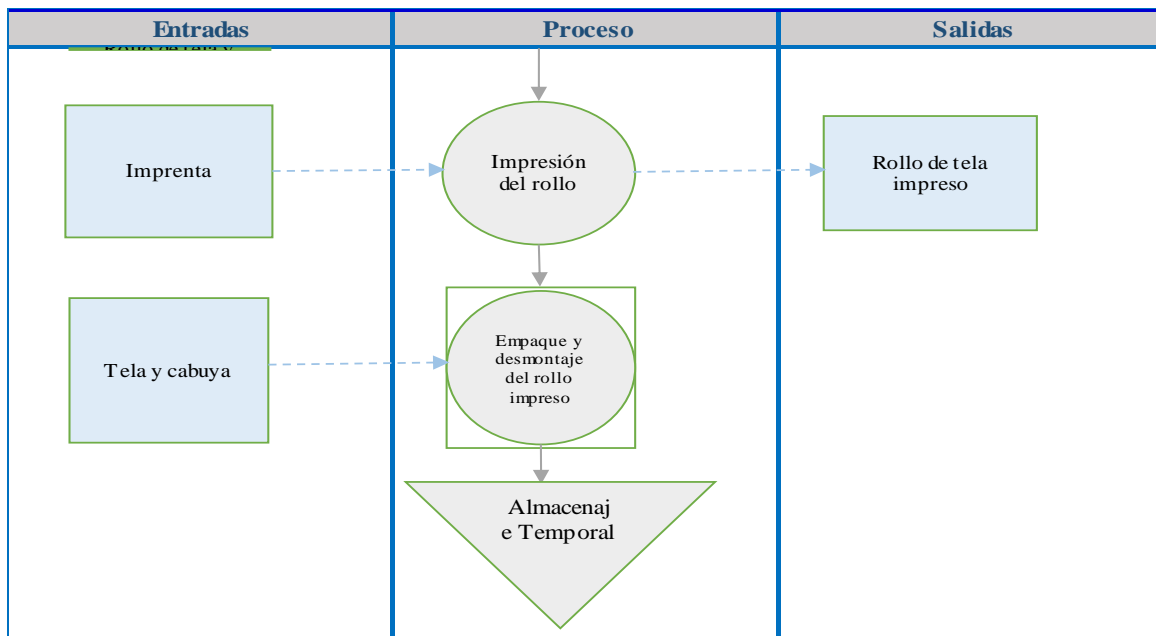 Entradas
Proceso
Salidas
Imprenta
Impresión
del rollo
Rollo de tela
impreso
Tela y cabuya
Empaque y
desmontaje
del rollo
impreso
Almacenaj
e Temporal